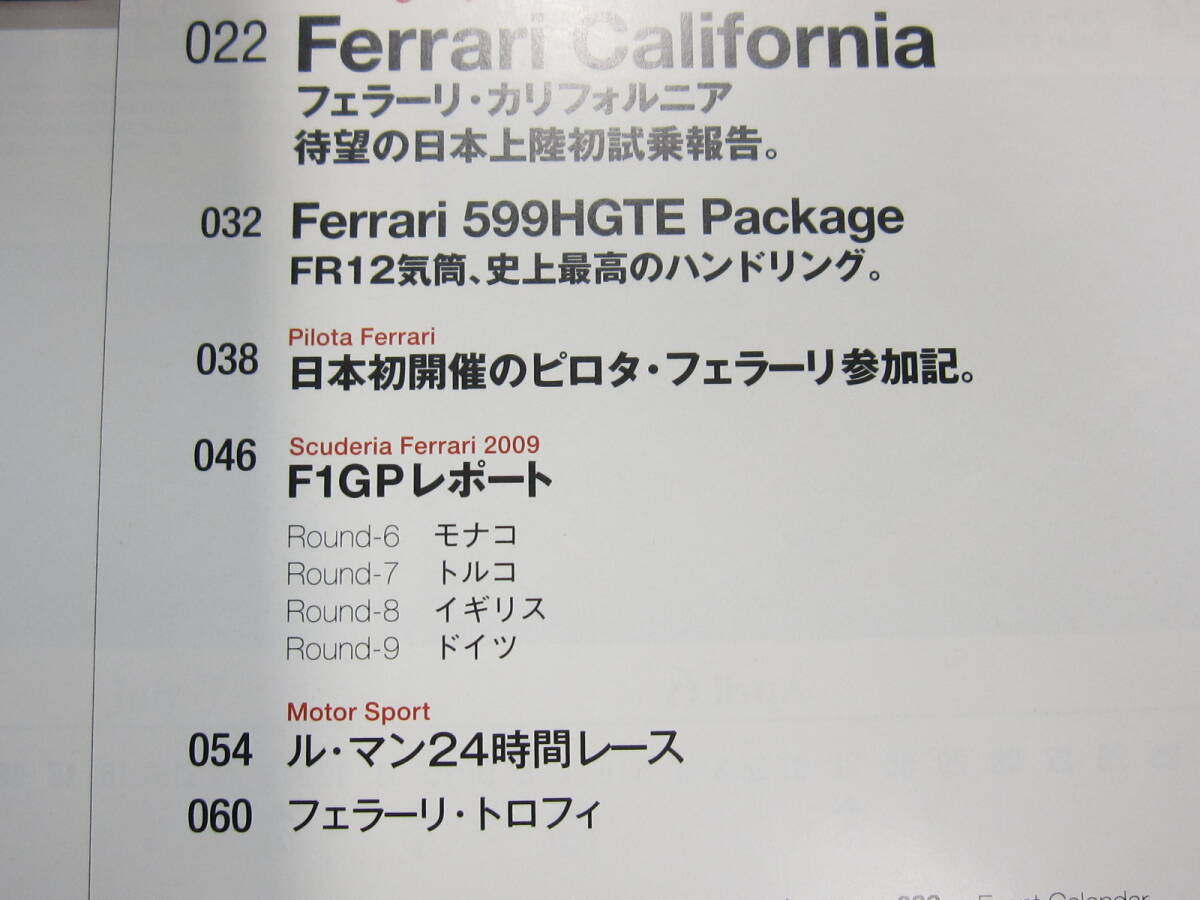 022 Ferrari California
フェラーリ・カリフォルニア
待望の日本上陸初試乗報告。
032 Ferrari 599HGTE Package
FR12気筒、史上最高のハンドリング。
Pilota Ferrari
038 日本初開催のピロタ・フェラーリ参加記。
Scuderia Ferrari 2009
046 F1GPレポート
Round-6 モナコ
Round-7 トルコ
Round-8 イギリス
Round-9 ドイツ
Motor Sport
054 ル・マン24時間レース
060 フェラーリ・トロフィ
Event Calendar